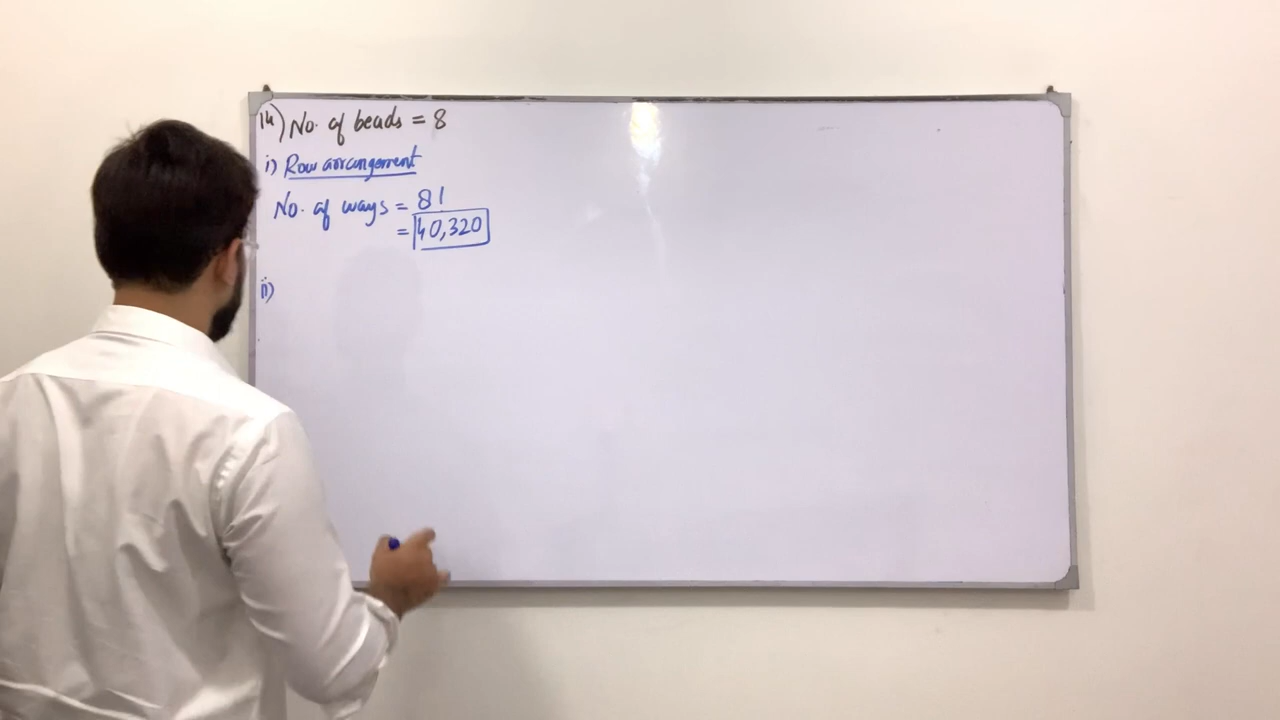 14) No. of beads = 8
i) Row arrangement
No. of ways = 8!
= 40,320
ii)